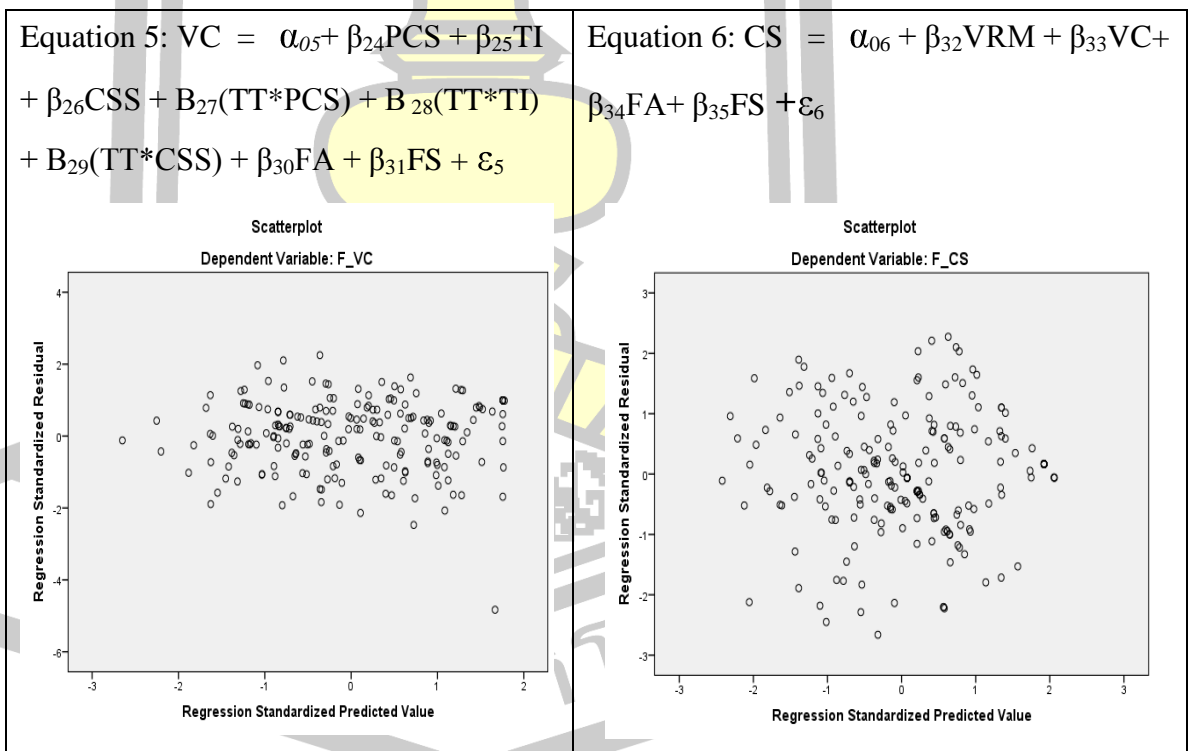 Equation 5: VC = α₀₅+ β₂₄PCS + β₂₅TI
+ β₂₆CSS + B₂₇(TT*PCS) + B ₂₈(TT*TI)
+ B₂₉(TT*CSS) + β₃₀FA + β₃₁FS + ε₅
Scatterplot
Dependent Variable: F_VC
Regression Standardized Residual
4
2
0
-2
-4
-6
-3
-2
-1
0
1
2
Regression Standardized Predicted Value
Equation 6: CS = α₀₆ + β₃₂VRM + β₃₃VC+
β₃₄FA+ β₃₅FS +ε₆
Scatterplot
Dependent Variable: F_CS
Regression Standardized Residual
3
2
1
0
-1
-2
-3
-3
-2
-1
0
1
2
3
Regression Standardized Predicted Value